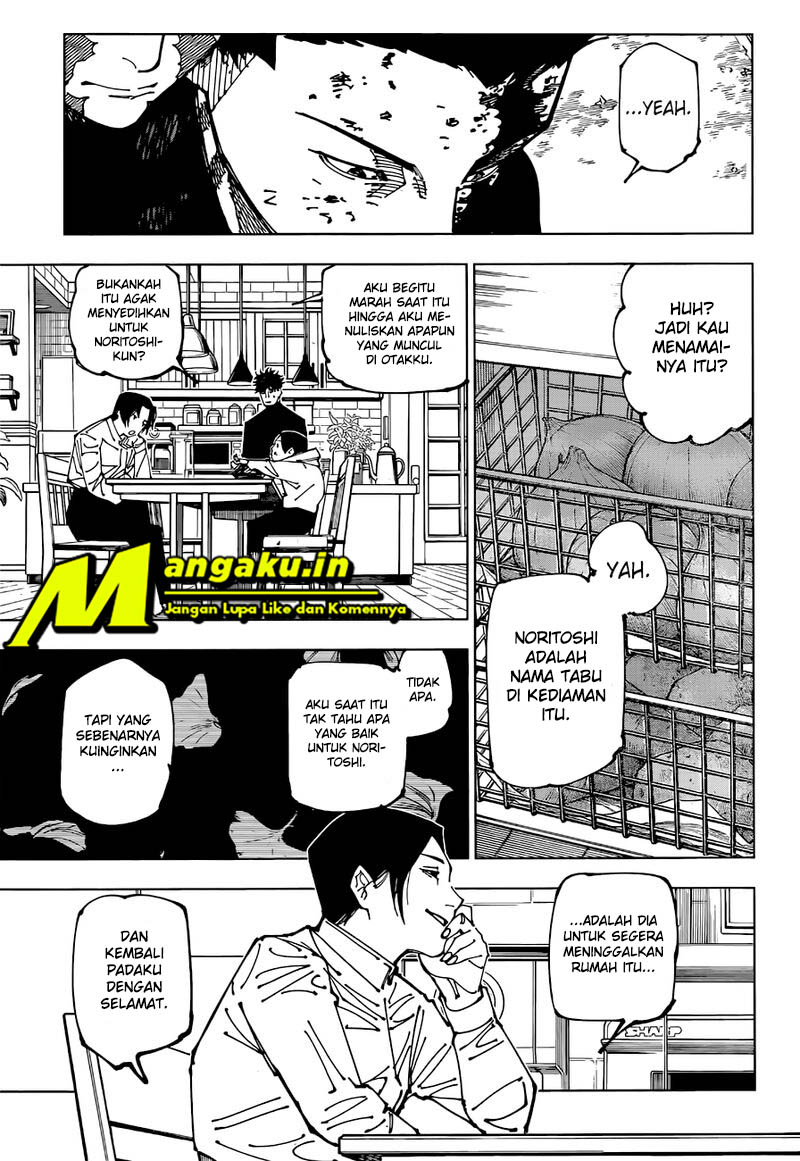 ...YEAH.
HUH?
JADI KAU
MENAMAI-
NYA ITU?
YAH.
NORITOSHI
ADALAH
NAMA TABU
DI KEDIAMAN
ITU.
AKU BEGITU
MARAH SAAT ITU
HINGGA AKU ME-
NULISKAN APAPUN
YANG MUNCUL
DI OTAKKU.
BUKANKAH
ITU AGAK
MENYEDIHKAN
UNTUK
NORITOSHI-
KUN?
Mangaku.in
Jangan Lupa Like dan Komennya
TIDAK
APA.
AKU SAAT ITU
TAK TAHU APA
YANG BAIK
UNTUK NORI-
TOSHI.
TAPI YANG
SEBENARNYA
KUINGINKAN
...
...ADALAH DIA
UNTUK SEGERA
MENINGGALKAN
RUMAH ITU...
SHARP
DAN
KEMBALI
PADAKU
DENGAN
SELAMAT.